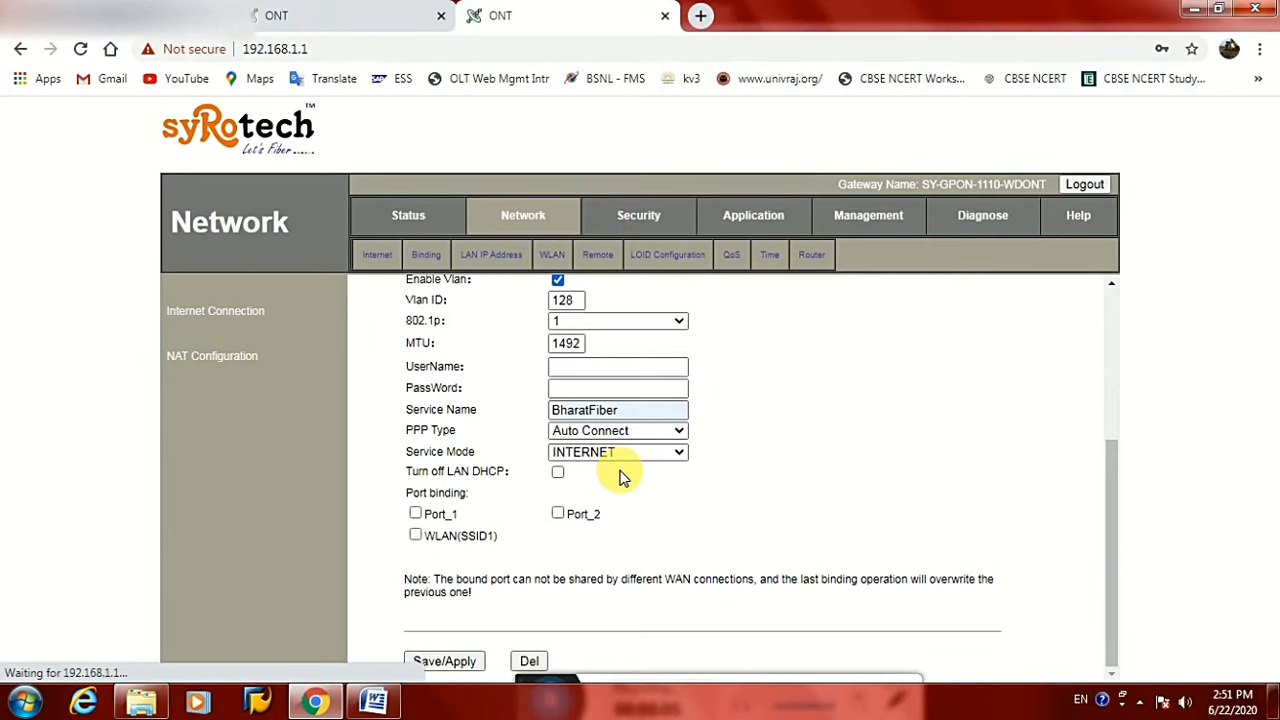 ONT
ONT
Not secure
192.168.1.1
Apps
Gmail
YouTube
Maps
Translate
ESS
OLT Web Mgmt Intr
BSNL - FMS
kv3
www.univraj.org/
CBSE NCERT Works...
CBSE NCERT
CBSE NCERT Study...
»
syRotech™
Let's Fiber......
Network
Gateway Name: SY-GPON-1110-WDONT
Logout
Status
Network
Security
Application
Management
Diagnose
Help
Internet
Binding
LAN IP Address
WLAN
Remote
LOID Configuration
QoS
Time
Router
Internet Connection
NAT Configuration
Enable Vlan:
Vlan ID: 128
802.1p: 1
MTU: 1492
UserName:
PassWord:
Service Name BharatFiber
PPP Type Auto Connect
Service Mode INTERNET
Turn off LAN DHCP:
Port binding:
Port_1
Port_2
WLAN(SSID1)
Note: The bound port can not be shared by different WAN connections, and the last binding operation will overwrite the
previous one!
Save/Apply
Del
Waiting for 192.168.1.1...
EN
2:51 PM
6/22/2020